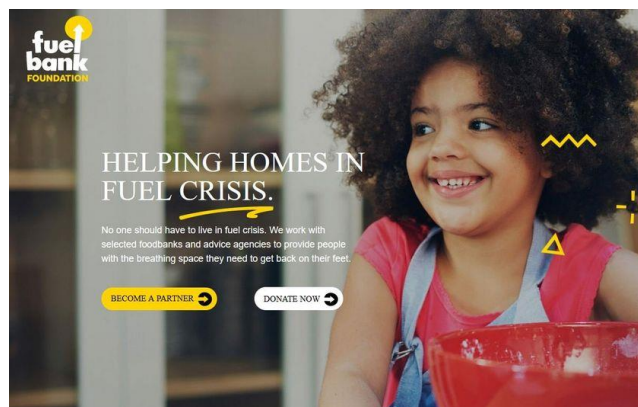 fuel
bank
FOUNDATION
HELPING HOMES IN
FUEL CRISIS.
No one should have to live in fuel crisis. We work with
selected foodbanks and advice agencies to provide people
with the breathing space they need to get back on their feet.
BECOME A PARTNER
DONATE NOW